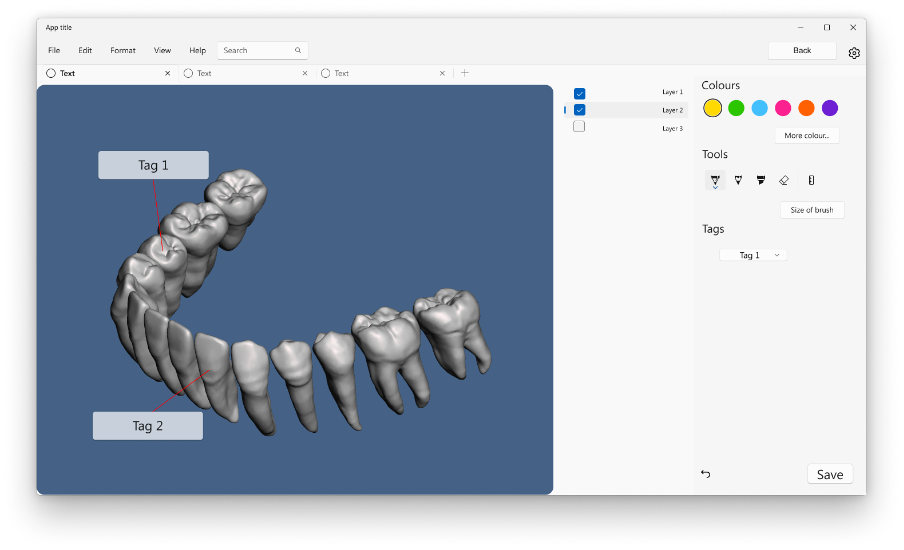 App title
File Edit Format View Help Search Back
Text Text Text
Layer 1
Layer 2
Layer 3
Colours
More colour...
Tools
Size of brush
Tags
Tag 1
Tag 1
Tag 2
Save